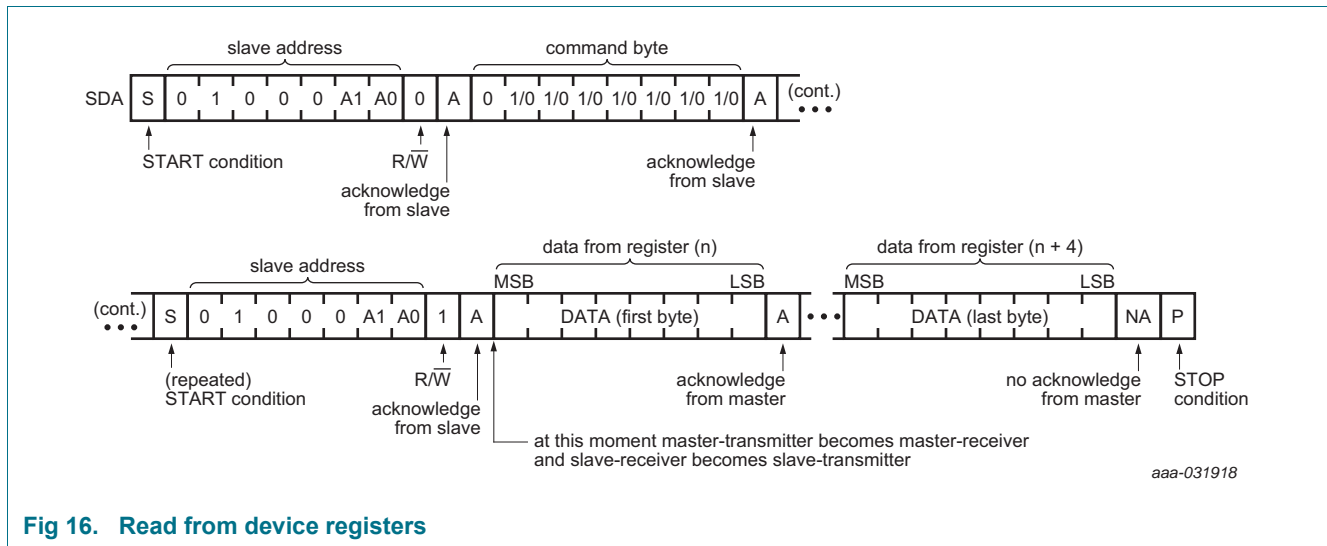 slave address
command byte
SDA S 0 1 0 0 0 A1 A0 0 A 0 1/0 1/0 1/0 1/0 1/0 1/0 1/0 A (cont.)
START condition
R/W̅
acknowledge
from slave
acknowledge
from slave
slave address
data from register (n)
data from register (n + 4)
MSB LSB MSB LSB
(cont.) S 0 1 0 0 0 A1 A0 1 A DATA (first byte) A DATA (last byte) NA P
(repeated)
START condition
R/W̅
acknowledge
from slave
acknowledge
from master
no acknowledge
from master
STOP
condition
at this moment master-transmitter becomes master-receiver
and slave-receiver becomes slave-transmitter
aaa-031918
Fig 16. Read from device registers